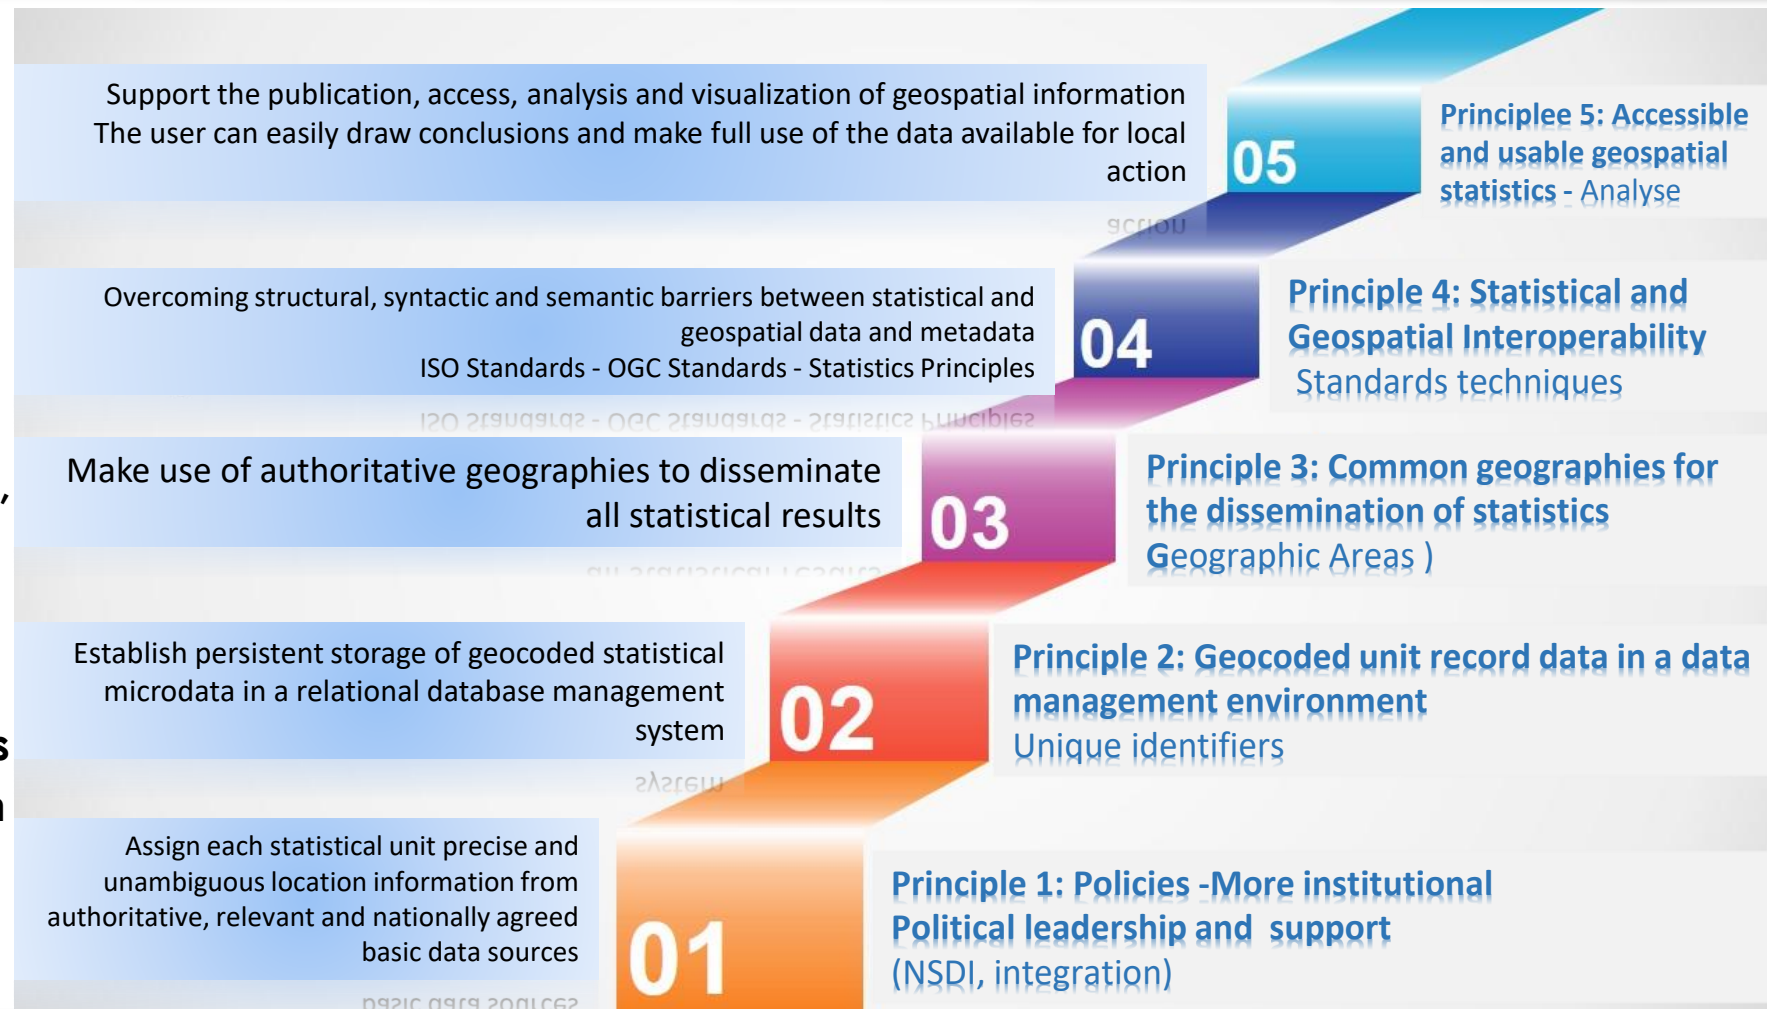 Support the publication, access, analysis and visualization of geospatial information
The user can easily draw conclusions and make full use of the data available for local
action
05
Principlee 5: Accessible
and usable geospatial
statistics - Analyse
Overcoming structural, syntactic and semantic barriers between statistical and
geospatial data and metadata
ISO Standards - OGC Standards - Statistics Principles
04
Principle 4: Statistical and
Geospatial Interoperability
Standards techniques
Make use of authoritative geographies to disseminate
all statistical results
03
Principle 3: Common geographies for
the dissemination of statistics
Geographic Areas )
Establish persistent storage of geocoded statistical
microdata in a relational database management
system
02
Principle 2: Geocoded unit record data in a data
management environment
Unique identifiers
Assign each statistical unit precise and
unambiguous location information from
authoritative, relevant and nationally agreed
basic data sources
01
Principle 1: Policies -More institutional
Political leadership and support
(NSDI, integration)